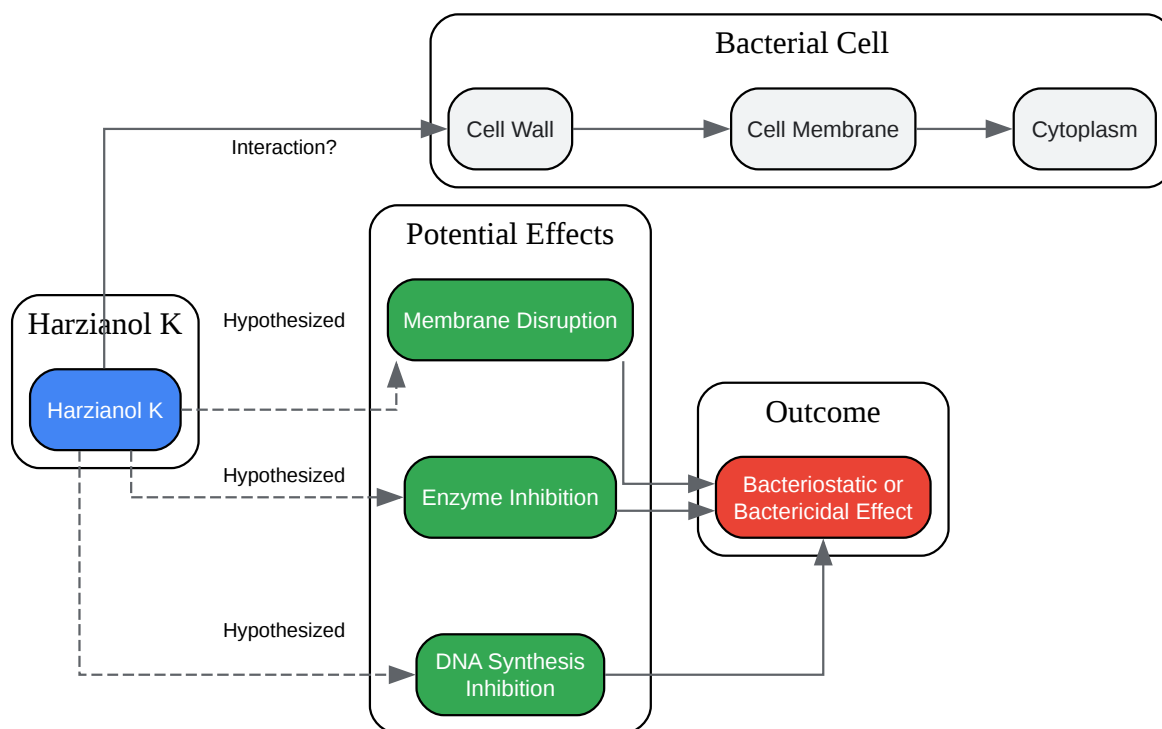 Bacterial Cell
Cell Wall
Cell Membrane
Cytoplasm
Interaction?
Potential Effects
Harzianol K
Hypothesized
Membrane Disruption
Harzianol K
Outcome
Hypothesized
Enzyme Inhibition
Bacteriostatic or
Bactericidal Effect
Hypothesized
DNA Synthesis
Inhibition